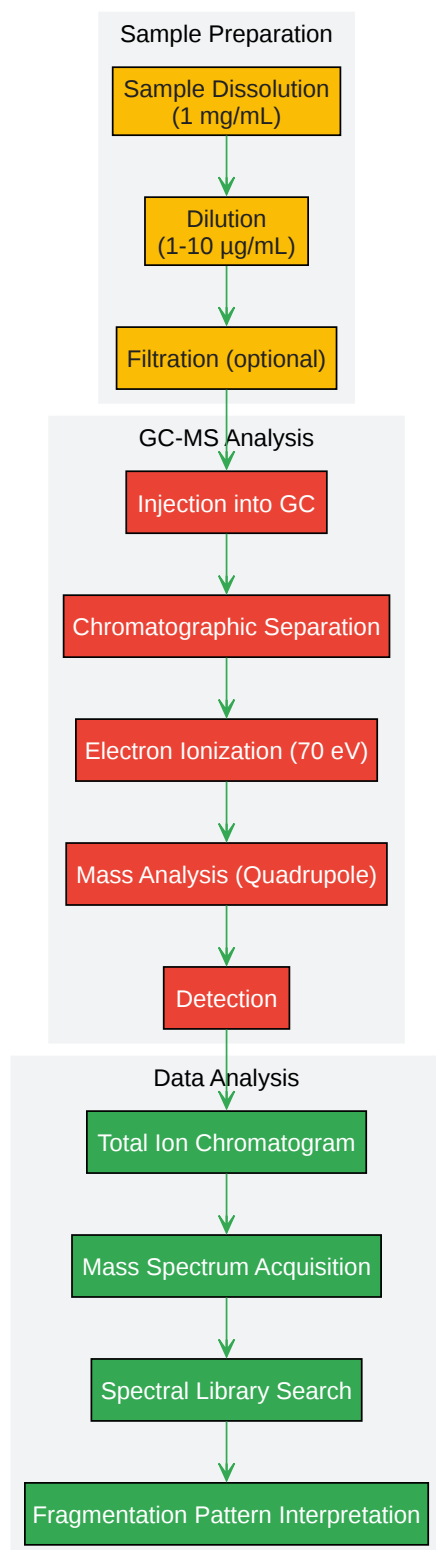 Sample Preparation
Sample Dissolution
(1 mg/mL)
Dilution
(1-10 µg/mL)
Filtration (optional)
GC-MS Analysis
Injection into GC
Chromatographic Separation
Electron Ionization (70 eV)
Mass Analysis (Quadrupole)
Detection
Data Analysis
Total Ion Chromatogram
Mass Spectrum Acquisition
Spectral Library Search
Fragmentation Pattern Interpretation